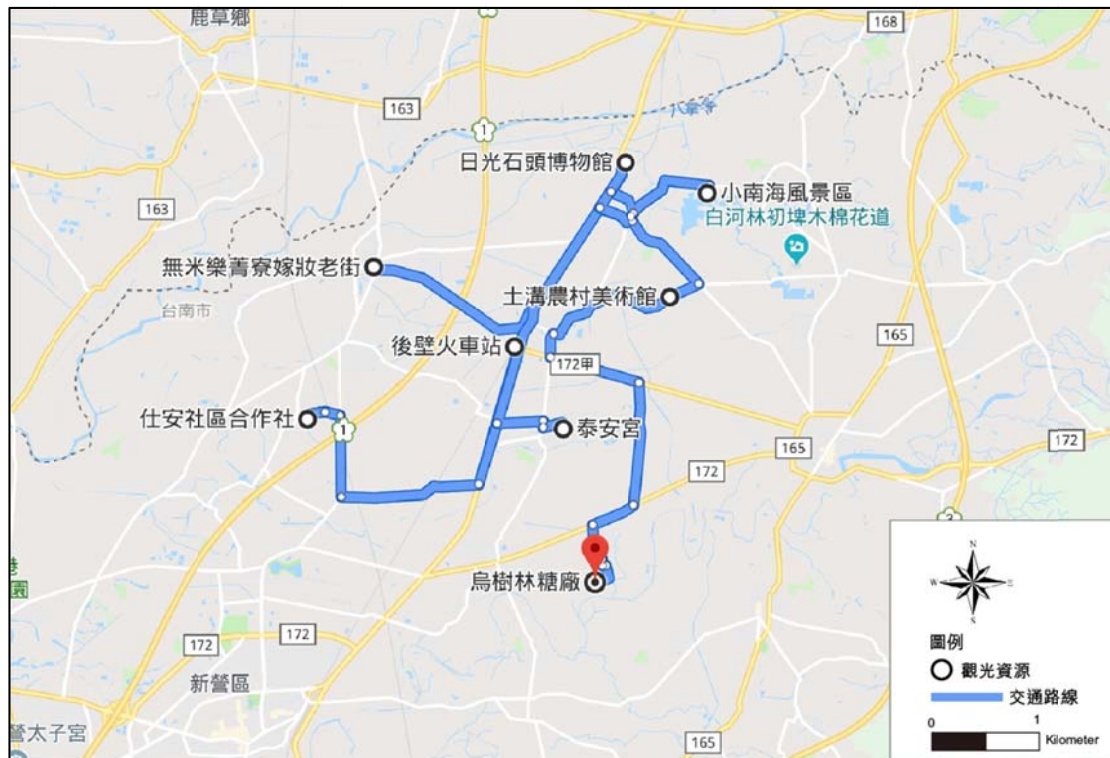 鹿草鄉
168
163
1
八掌溪
日光石頭博物館
163
小南海風景區
白河林初埤木棉花道
無米樂菁寮嫁妝老街
土溝農村美術館
台南市
後壁火車站
165
172甲
仕安社區合作社
1
泰安宮
165
172
172
3
烏樹林糖廠
港
園
172
172
新營區
營太子宮
165
N
W
E
S
圖例
觀光資源
交通路線
0
1
Kilometer